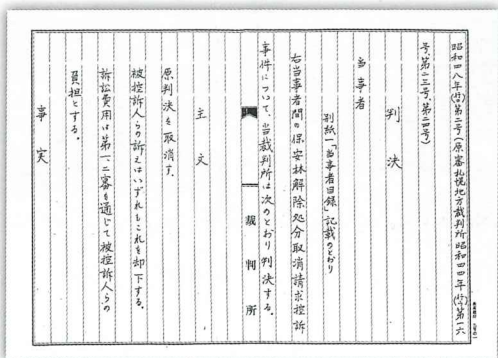 昭和四八年(行コ)第二号(原審札幌地方裁判所昭和四四年(行ウ)第一六
号、第二三号、第二四号)
判決
当事者
別紙一「当事者目録」記載のとおり
右当事者間の保安林解除処分取消請求控訴
事件について、当裁判所は次のとおり判決する。
裁判所
主文
原判決を取消す。
被控訴人らの訴えはいずれもこれを却下する。
訴訟費用は第一、二審を通じて被控訴人らの
負担とする。
事実